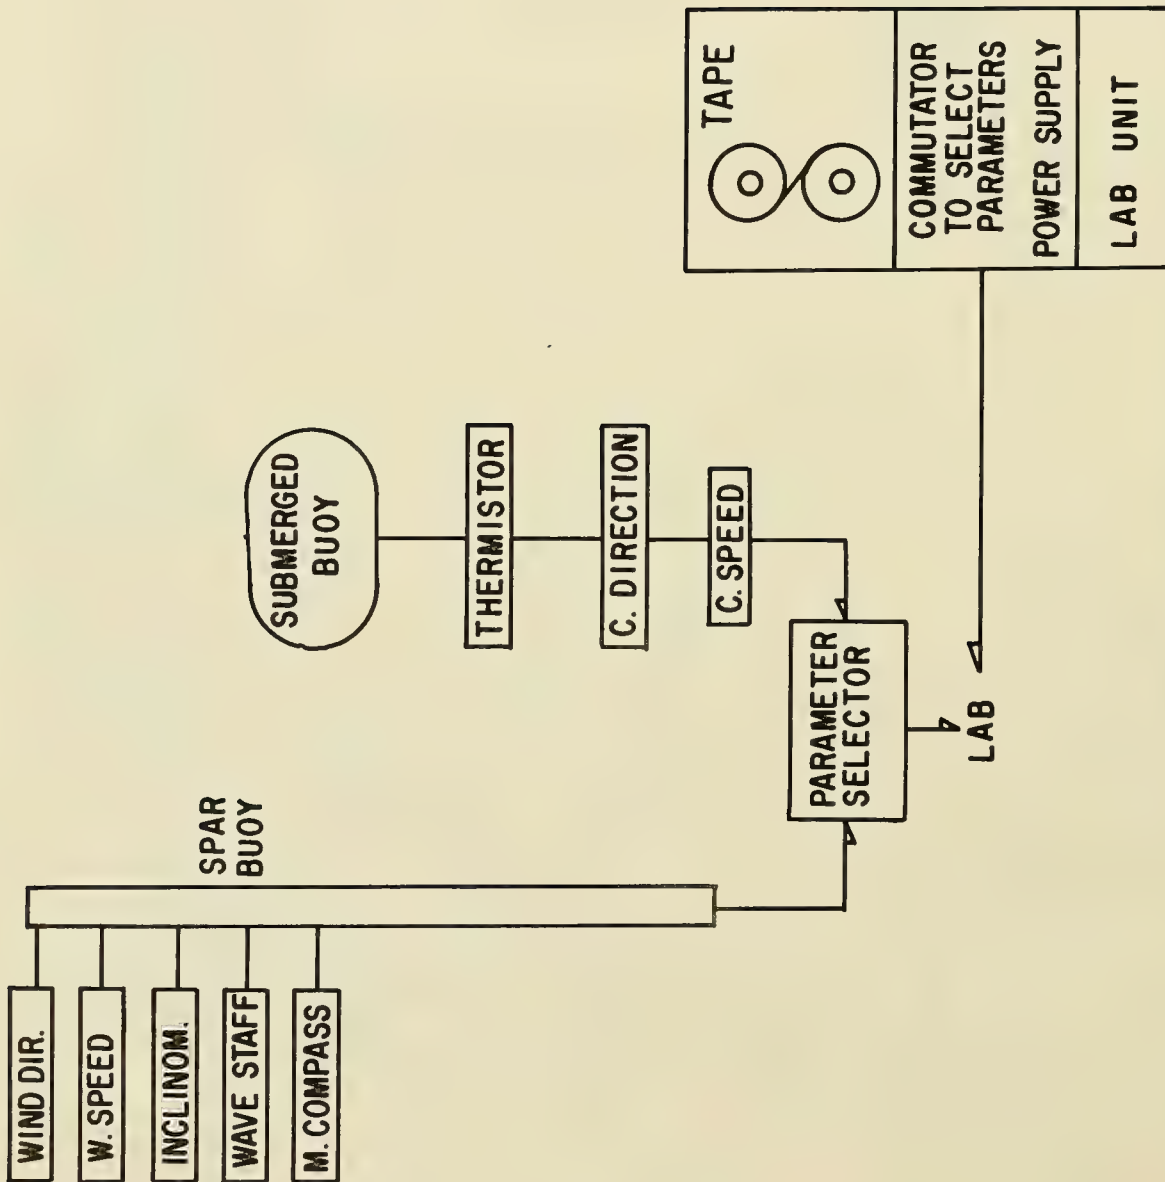 WIND DIR.
W. SPEED
INCLINOM.
WAVE STAFF
M. COMPASS
SPAR
BUOY
SUBMERGED
BUOY
THERMISTOR
C. DIRECTION
C. SPEED
PARAMETER
SELECTOR
LAB
TAPE
COMMUTATOR
TO SELECT
PARAMETERS
POWER SUPPLY
LAB UNIT